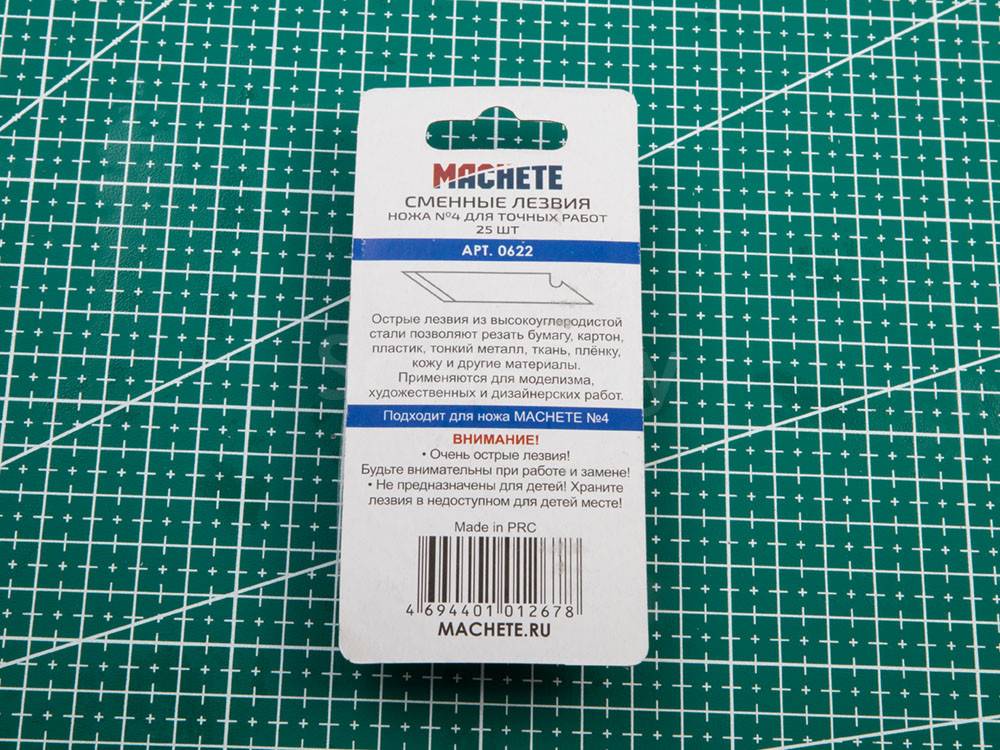 MACHETE
СМЕННЫЕ ЛЕЗВИЯ
НОЖА №4 ДЛЯ ТОЧНЫХ РАБОТ
25 ШТ
АРТ. 0622
Острые лезвия из высокоуглеродистой
стали позволяют резать бумагу, картон,
пластик, тонкий металл, ткань, плёнку,
кожу и другие материалы.
Применяются для моделизма,
художественных и дизайнерских работ.
Подходит для ножа MACHETE №4
ВНИМАНИЕ!
• Очень острые лезвия!
Будьте внимательны при работе и замене!
• Не предназначены для детей! Храните
лезвия в недоступном для детей месте!
Made in PRC
4 694401 012678
MACHETE.RU